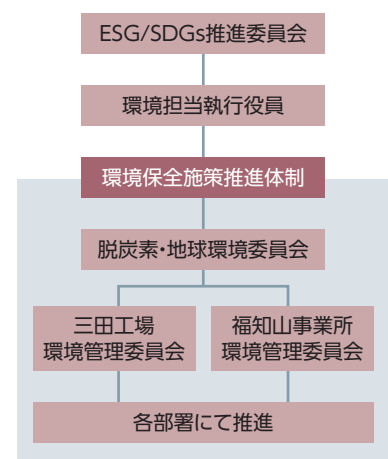 ESG/SDGs推進委員会
環境担当執行役員
環境保全施策推進体制
脱炭素・地球環境委員会
三田工場
環境管理委員会
福知山事業所
環境管理委員会
各部署にて推進